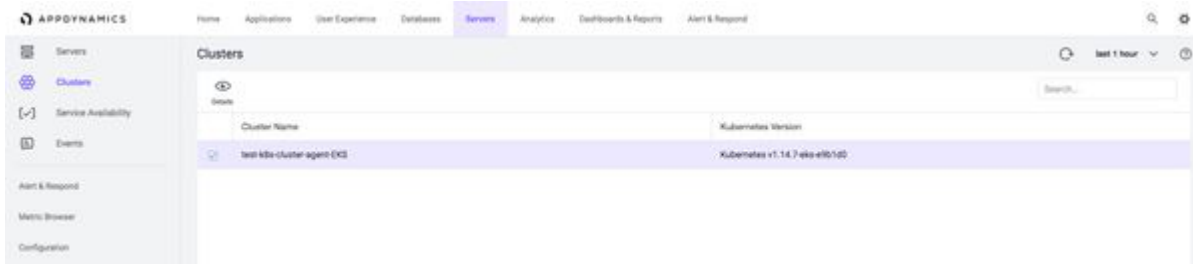 APPDYNAMICS Home Applications User Experience Databases Servers Analytics Dashboards & Reports Alert & Respond
Servers
Clusters
Service Availability
Events
Alert & Respond
Metric Browser
Configuration
Clusters last 1 hour
Details Search...
Cluster Name Kubernetes Version
test-k8s-cluster-agent-EKS Kubernetes v1.14.7-eks-e9b1d0